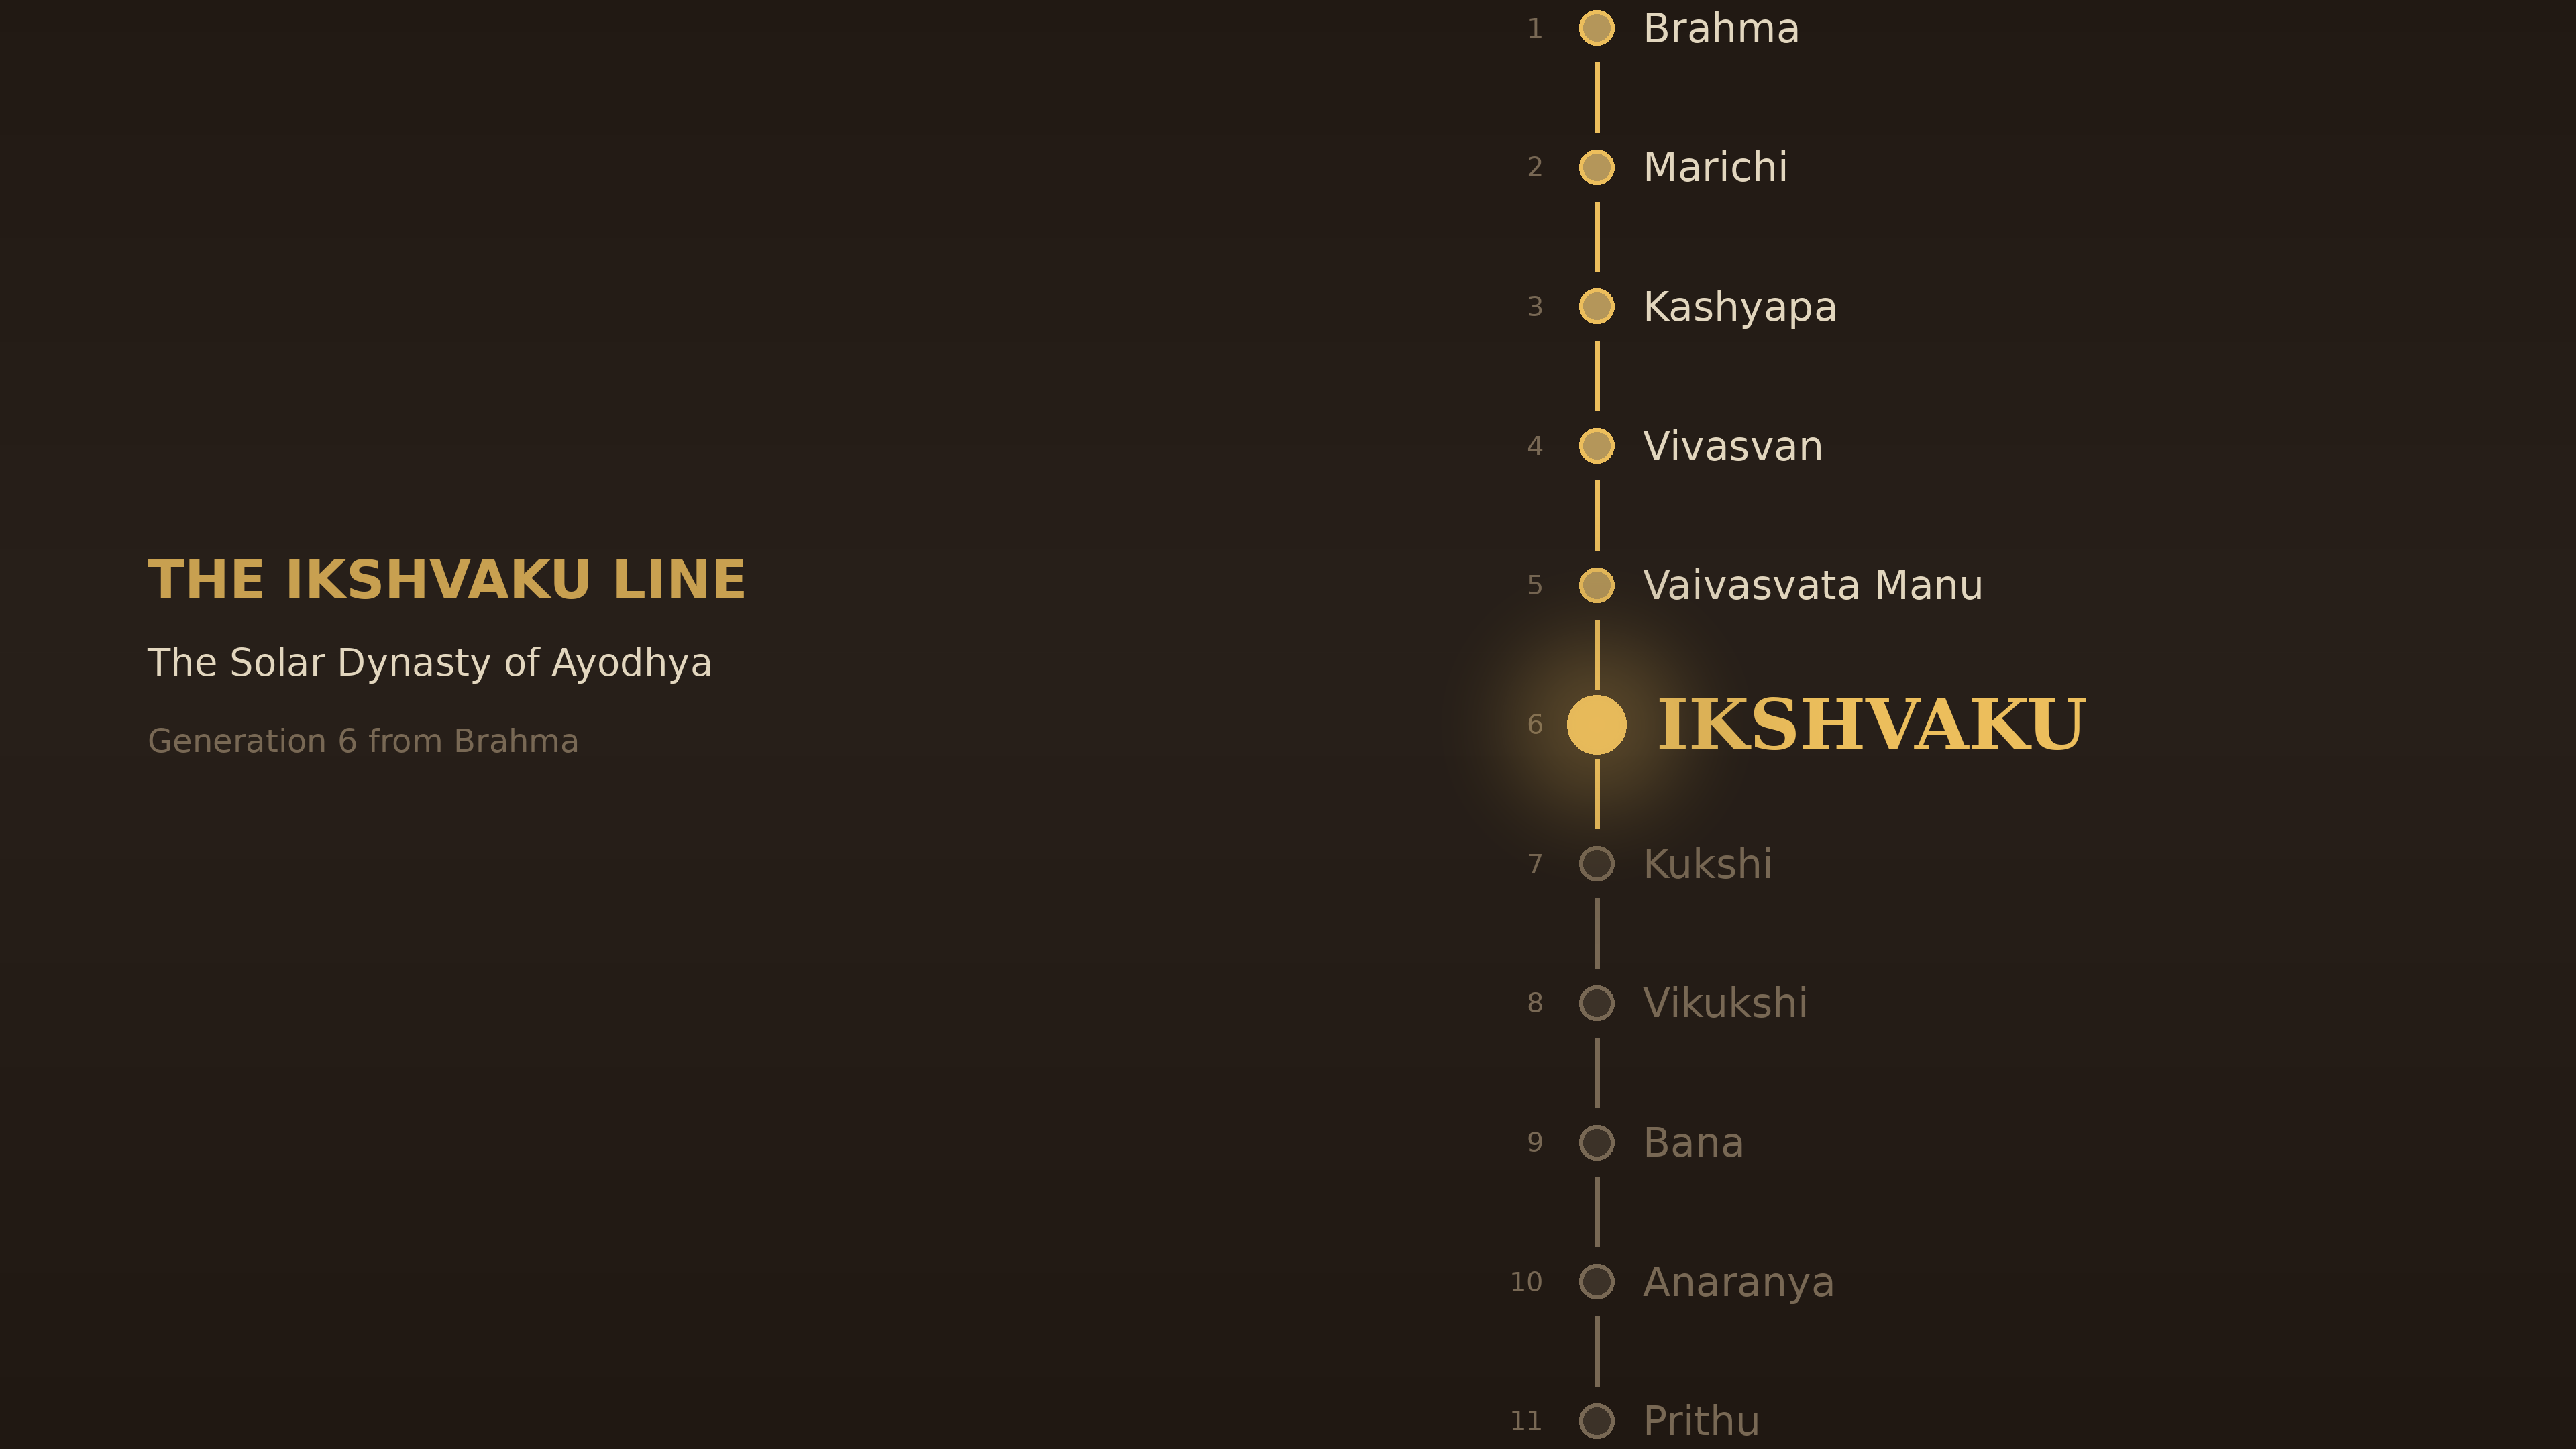 THE IKSHVAKU LINE
The Solar Dynasty of Ayodhya
Generation 6 from Brahma
1 Brahma
2 Marichi
3 Kashyapa
4 Vivasvan
5 Vaivasvata Manu
6 IKSHVAKU
7 Kukshi
8 Vikukshi
9 Bana
10 Anaranya
11 Prithu